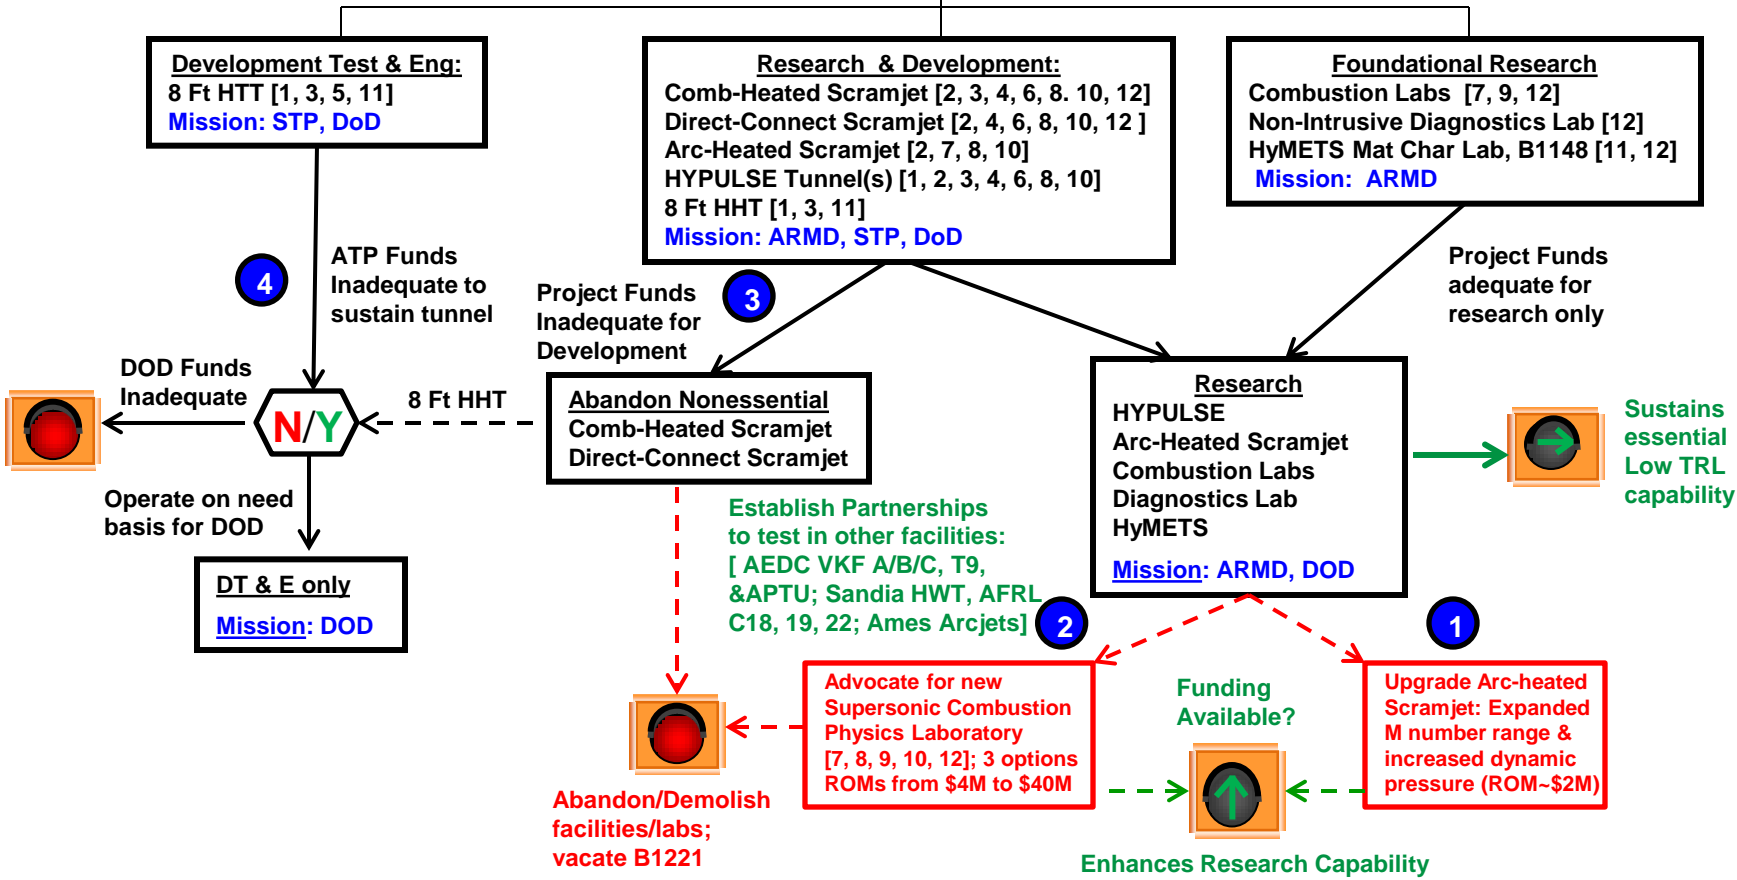 Development Test & Eng:
8 Ft HTT [1, 3, 5, 11]
Mission: STP, DoD
Research & Development:
Comb-Heated Scramjet [2, 3, 4, 6, 8. 10, 12]
Direct-Connect Scramjet [2, 4, 6, 8, 10, 12 ]
Arc-Heated Scramjet [2, 7, 8, 10]
HYPULSE Tunnel(s) [1, 2, 3, 4, 6, 8, 10]
8 Ft HHT [1, 3, 11]
Mission: ARMD, STP, DoD
Foundational Research
Combustion Labs [7, 9, 12]
Non-Intrusive Diagnostics Lab [12]
HyMETS Mat Char Lab, B1148 [11, 12]
Mission: ARMD
4
ATP Funds
Inadequate to
sustain tunnel
Project Funds
Inadequate for
Development
3
Project Funds
adequate for
research only
DOD Funds
Inadequate
N/Y
8 Ft HHT
Abandon Nonessential
Comb-Heated Scramjet
Direct-Connect Scramjet
Research
HYPULSE
Arc-Heated Scramjet
Combustion Labs
Diagnostics Lab
HyMETS
Mission: ARMD, DOD
Sustains
essential
Low TRL
capability
Operate on need
basis for DOD
DT & E only
Mission: DOD
Establish Partnerships
to test in other facilities:
[ AEDC VKF A/B/C, T9,
&APTU; Sandia HWT, AFRL
C18, 19, 22; Ames Arcjets]
2
1
Advocate for new
Supersonic Combustion
Physics Laboratory
[7, 8, 9, 10, 12]; 3 options
ROMs from $4M to $40M
Funding
Available?
Upgrade Arc-heated
Scramjet: Expanded
M number range &
increased dynamic
pressure (ROM~$2M)
Abandon/Demolish
facilities/labs;
vacate B1221
Enhances Research Capability